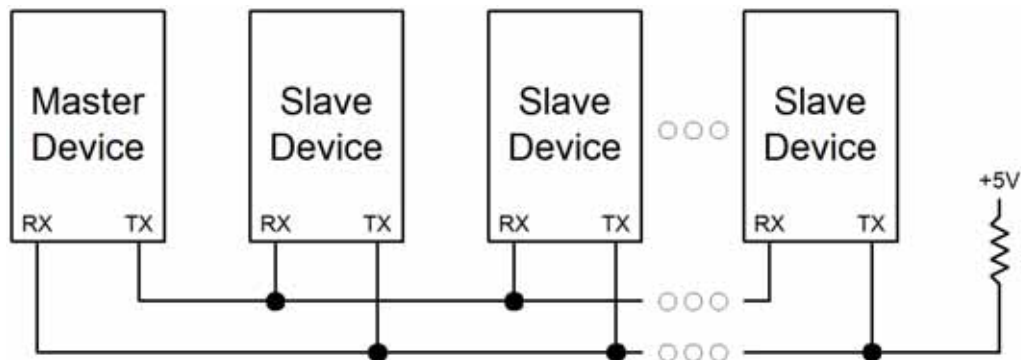 Master
Device
RX TX
Slave
Device
RX TX
Slave
Device
RX TX
Slave
Device
RX TX
+5V